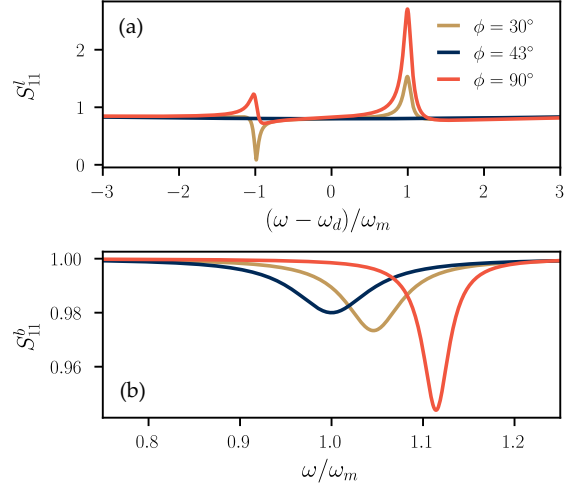 (a)
ϕ = 30°
ϕ = 43°
ϕ = 90°
S^l_11
2
1
0
−3 −2 −1 0 1 2 3
(ω − ω_d)/ω_m
1.00
0.98
0.96
S^b_11
(b)
0.8 0.9 1.0 1.1 1.2
ω/ω_m